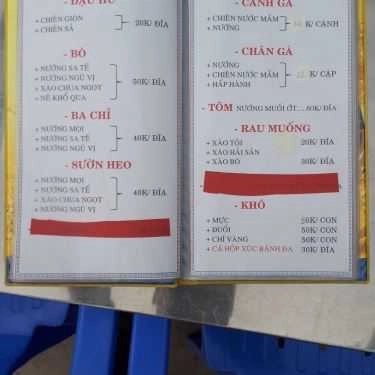 - ĐẬU HŨ
+ CHIÊN GIÒN
+ CHIÊN SẢ
20K/ ĐĨA
- BÒ
+ NƯỚNG SA TẾ
+ NƯỚNG NGŨ VỊ
+ XÀO CHUA NGỌT
+ NÉ KHỔ QUA
50K/ ĐĨA
- BA CHỈ
+ NƯỚNG MỌI
+ NƯỚNG SA TẾ
+ NƯỚNG NGŨ VỊ
40K/ ĐĨA
- SƯỜN HEO
+ NƯỚNG MỌI
+ NƯỚNG SA TẾ
+ XÀO CHUA NGỌT
+ NƯỚNG NGŨ VỊ
40K/ ĐĨA
- CÁNH GÀ
+ CHIÊN NƯỚC MẮM
+ NƯỚNG
K/ CÁNH
- CHÂN GÀ
+ NƯỚNG
+ CHIÊN NƯỚC MẮM
+ HẤP HÀNH
K/ CẶP
- TÔM NƯỚNG MUỐI ỚT....50K/ ĐĨA
- RAU MUỐNG
+ XÀO TỎI 20K/ ĐĨA
+ XÀO HẢI SẢN
+ XÀO BÒ 30K/ ĐĨA
- KHÔ
+ MỰC 50K/ CON
+ ĐUỐI 50K/ CON
+ CHỈ VÀNG 30K/ CON
+ CÁ HỘP XÚC BÁNH ĐA 30K/ ĐĨA